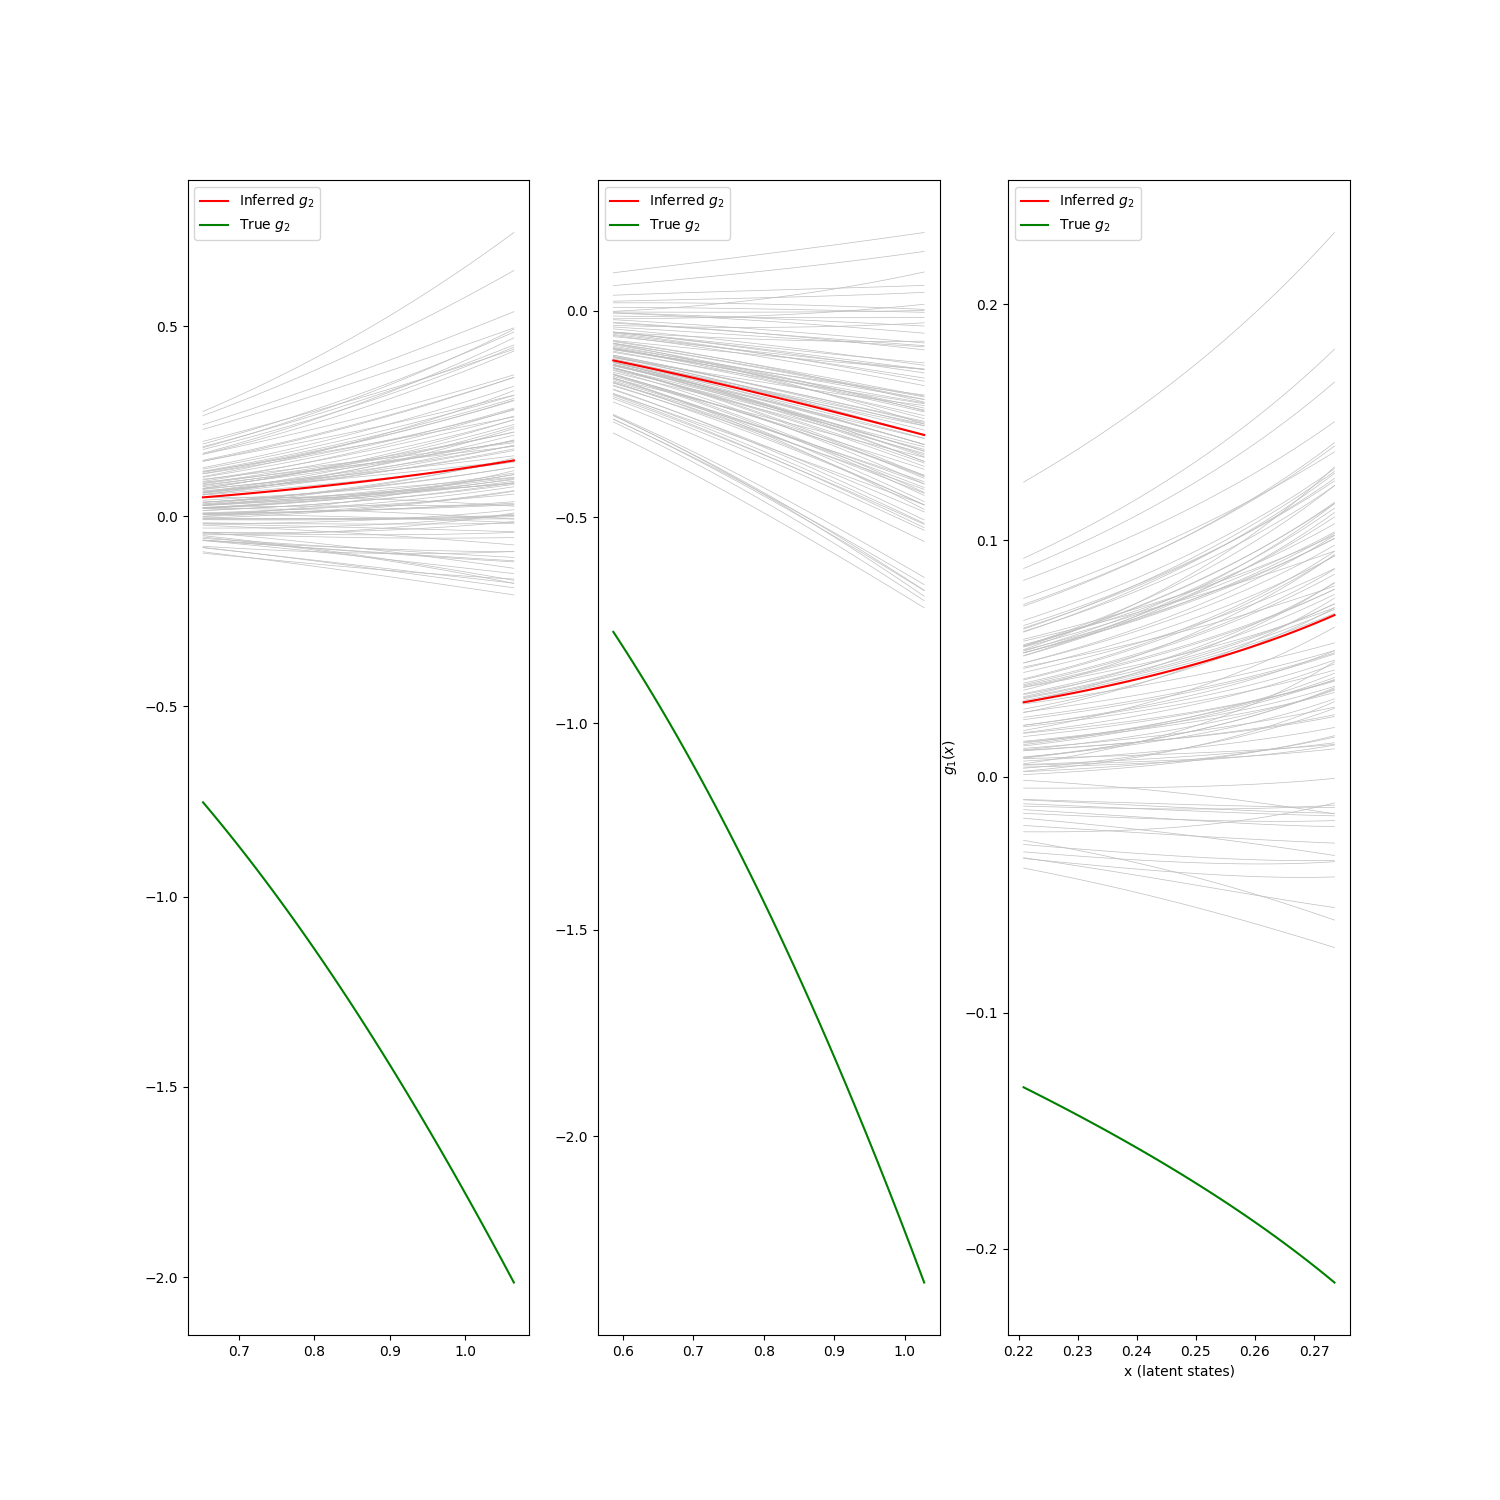 Inferred g₂
True g₂
0.5
0.0
−0.5
−1.0
−1.5
−2.0
0.7 0.8 0.9 1.0
Inferred g₂
True g₂
0.0
−0.5
−1.0
−1.5
−2.0
0.6 0.7 0.8 0.9 1.0
Inferred g₂
True g₂
g₁(x)
0.2
0.1
0.0
−0.1
−0.2
0.22 0.23 0.24 0.25 0.26 0.27
x (latent states)